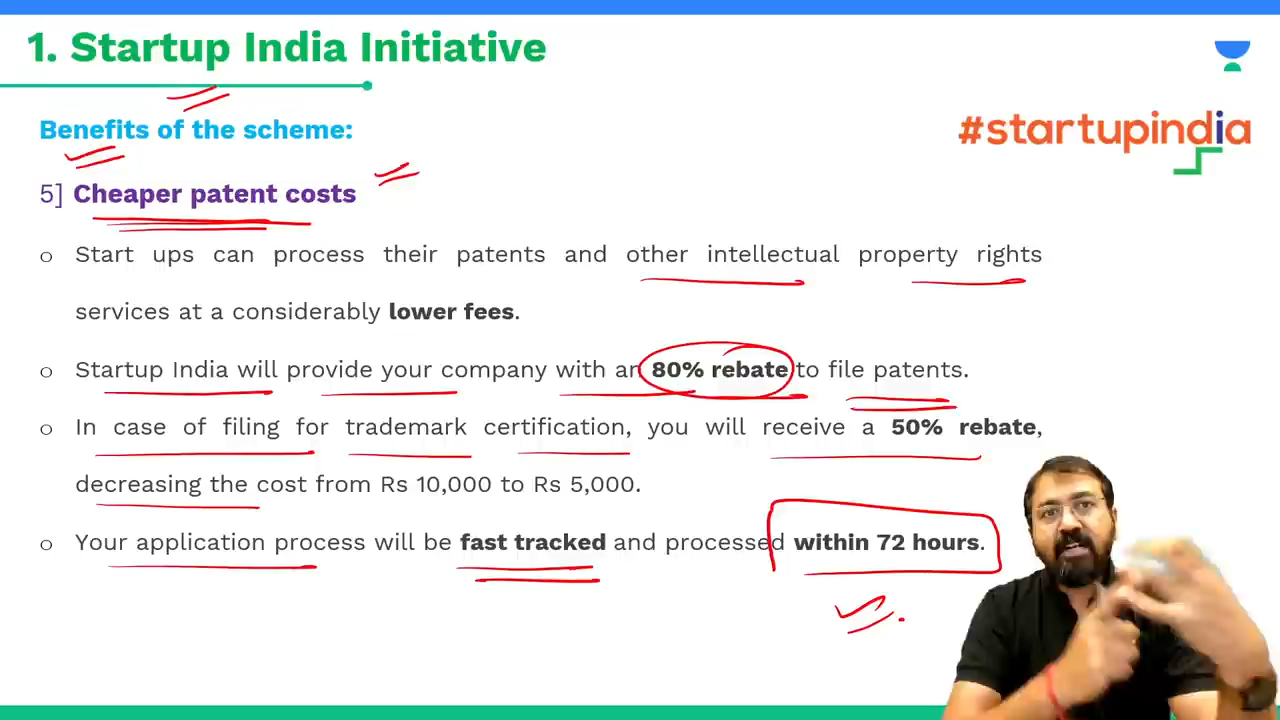 1. Startup India Initiative
Benefits of the scheme:
#startupindia
5] Cheaper patent costs
o Start ups can process their patents and other intellectual property rights
services at a considerably lower fees.
o Startup India will provide your company with an 80% rebate to file patents.
o In case of filing for trademark certification, you will receive a 50% rebate,
decreasing the cost from Rs 10,000 to Rs 5,000.
o Your application process will be fast tracked and processed within 72 hours.